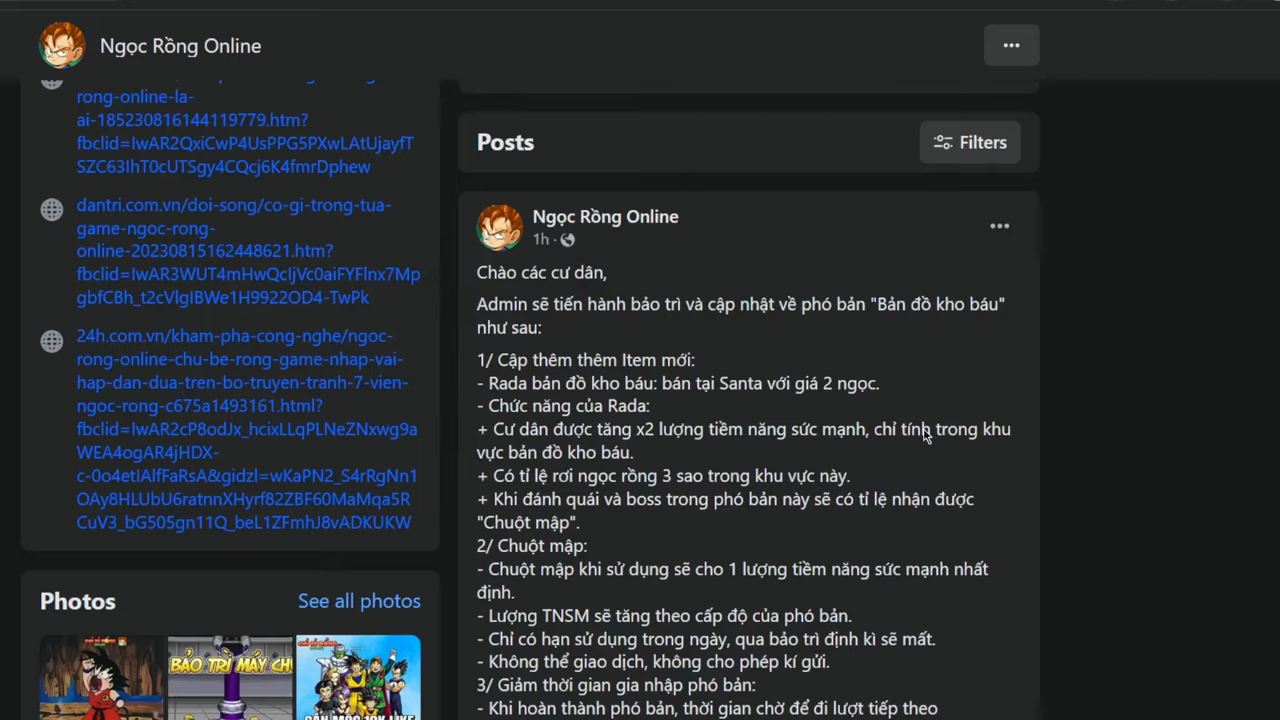 Ngọc Rồng Online
rong-online-la-
ai-185230816144119779.htm?
fbclid=IwAR2QxiCwP4UsPPG5PXwLAtUjayfT
SZC63IhT0cUTSgy4CQcj6K4fmrDphew
dantri.com.vn/doi-song/co-gi-trong-tua-
game-ngoc-rong-
online-20230815162448621.htm?
fbclid=IwAR3WUT4mHwQcIjVc0aiFYFlnx7Mp
gbfCBh_t2cVlgIBWe1H9922OD4-TwPk
24h.com.vn/kham-pha-cong-nghe/ngoc-
rong-online-chu-be-rong-game-nhap-vai-
hap-dan-dua-tren-bo-truyen-tranh-7-vien-
ngoc-rong-c675a1493161.html?
fbclid=IwAR2cP8odJx_hcixLLqPLNeZNxwg9a
WEA4ogAR4jHDX-
c-0o4etIAlfFaRsA&gidzl=wKaPN2_S4rRgNn1
OAy8HLUbU6ratnnXHyrf82ZBF60MaMqa5R
CuV3_bG505gn11Q_beL1ZFmhJ8vADKUKW
Photos
See all photos
BẢO TRÌ MÁY CH
CÁN MỐC 10K LIKE
Posts
Filters
Ngọc Rồng Online
1h ·
Chào các cư dân,
Admin sẽ tiến hành bảo trì và cập nhật về phó bản "Bản đồ kho báu"
như sau:
1/ Cập thêm thêm Item mới:
- Rada bản đồ kho báu: bán tại Santa với giá 2 ngọc.
- Chức năng của Rada:
+ Cư dân được tăng x2 lượng tiềm năng sức mạnh, chỉ tính trong khu
vực bản đồ kho báu.
+ Có tỉ lệ rơi ngọc rồng 3 sao trong khu vực này.
+ Khi đánh quái và boss trong phó bản này sẽ có tỉ lệ nhận được
"Chuột mập".
2/ Chuột mập:
- Chuột mập khi sử dụng sẽ cho 1 lượng tiềm năng sức mạnh nhất
định.
- Lượng TNSM sẽ tăng theo cấp độ của phó bản.
- Chỉ có hạn sử dụng trong ngày, qua bảo trì định kì sẽ mất.
- Không thể giao dịch, không cho phép kí gửi.
3/ Giảm thời gian gia nhập phó bản:
- Khi hoàn thành phó bản, thời gian chờ để đi lượt tiếp theo